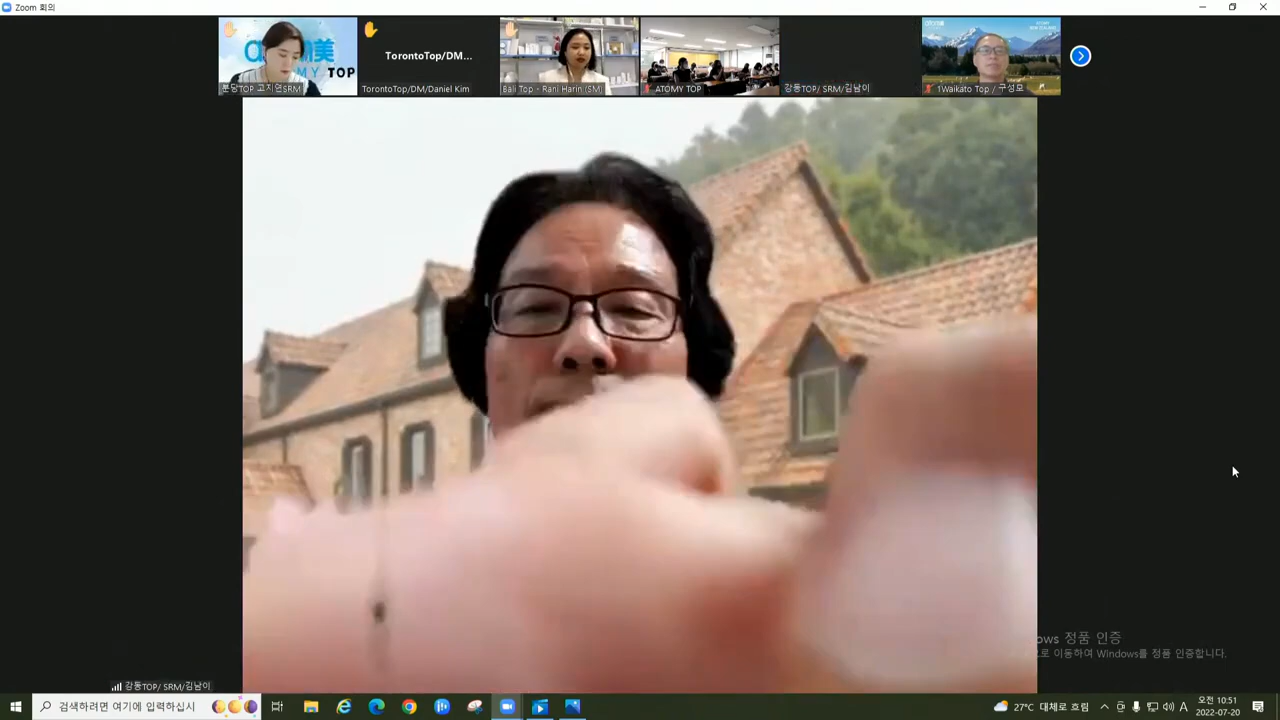 Zoom 회의
TorontoTop/DM...
MY TOP
분당TOP 고지연SRM
TorontoTop/DM/Daniel Kim
Bali Top - Rani Harin (SM)
ATOMY TOP
강동TOP/ SRM/김남이
1Waikato Top / 구성모
강동TOP/ SRM/김남이
ows 정품 인증
로 이동하여 Windows를 정품 인증합니다.
검색하려면 여기에 입력하십시
27°C 대체로 흐림
A
오전 10:51
2022-07-20